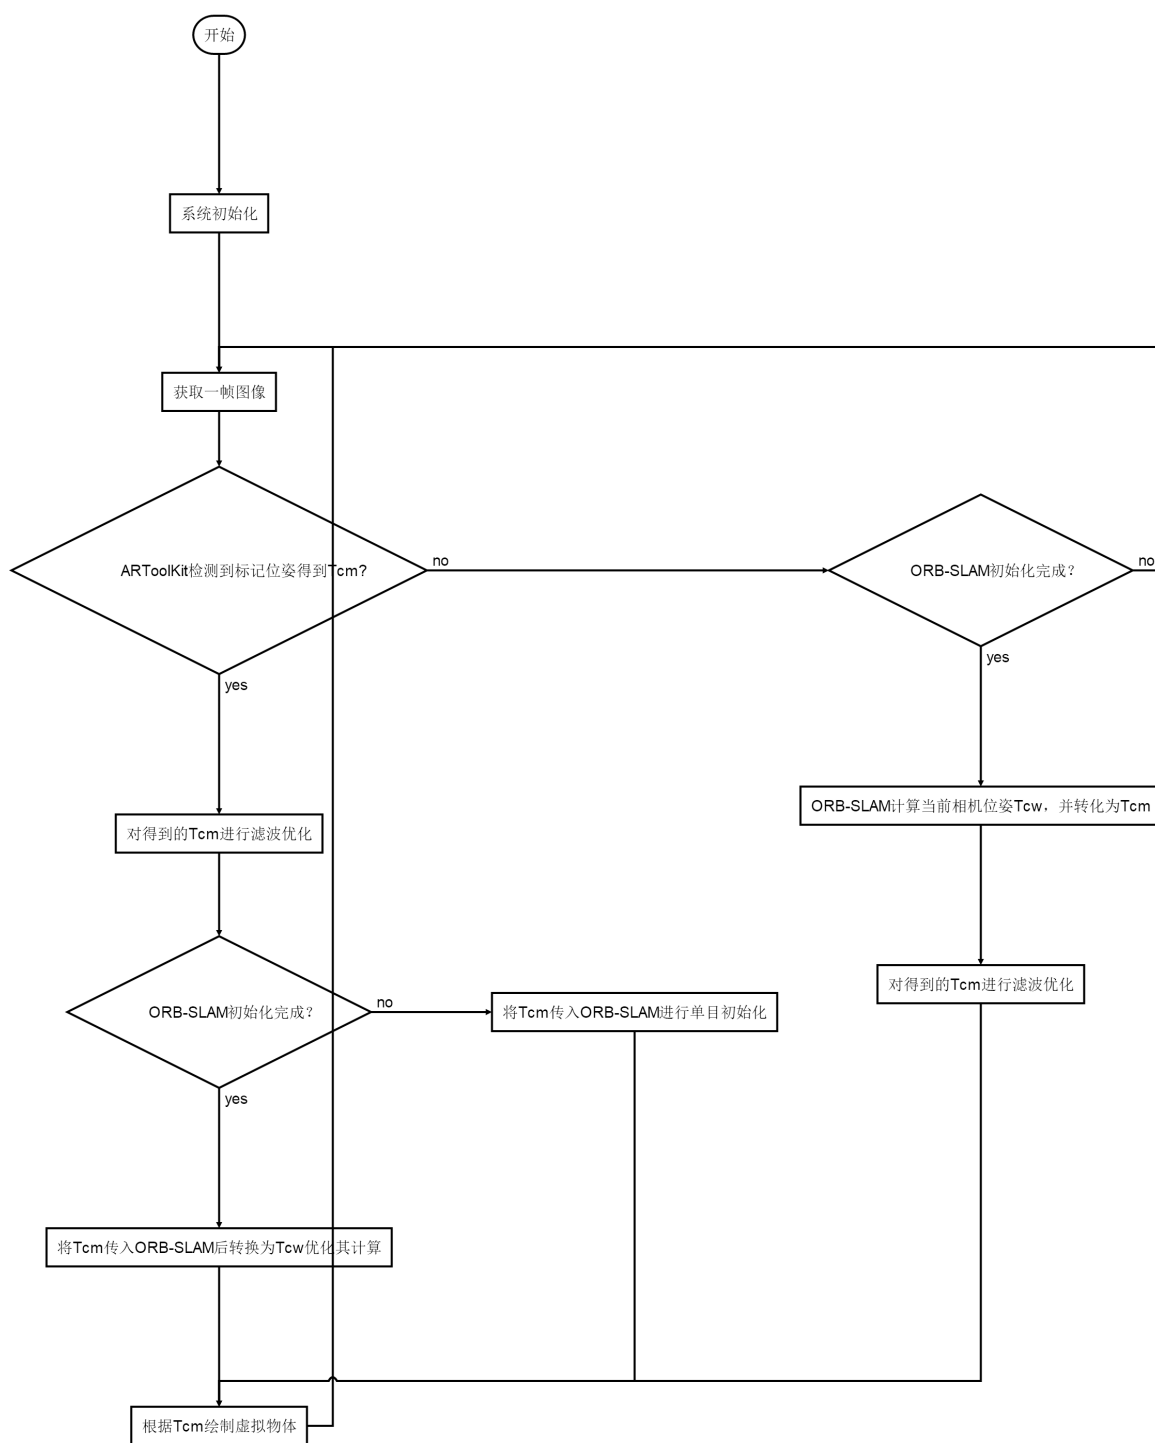 开始
系统初始化
获取一帧图像
ARToolKit检测到标记位姿得到Tcm?
no
ORB-SLAM初始化完成?
no
yes
yes
ORB-SLAM计算当前相机位姿Tcw，并转化为Tcm
对得到的Tcm进行滤波优化
ORB-SLAM初始化完成?
no
将Tcm传入ORB-SLAM进行单目初始化
对得到的Tcm进行滤波优化
yes
将Tcm传入ORB-SLAM后转换为Tcw优化其计算
根据Tcm绘制虚拟物体